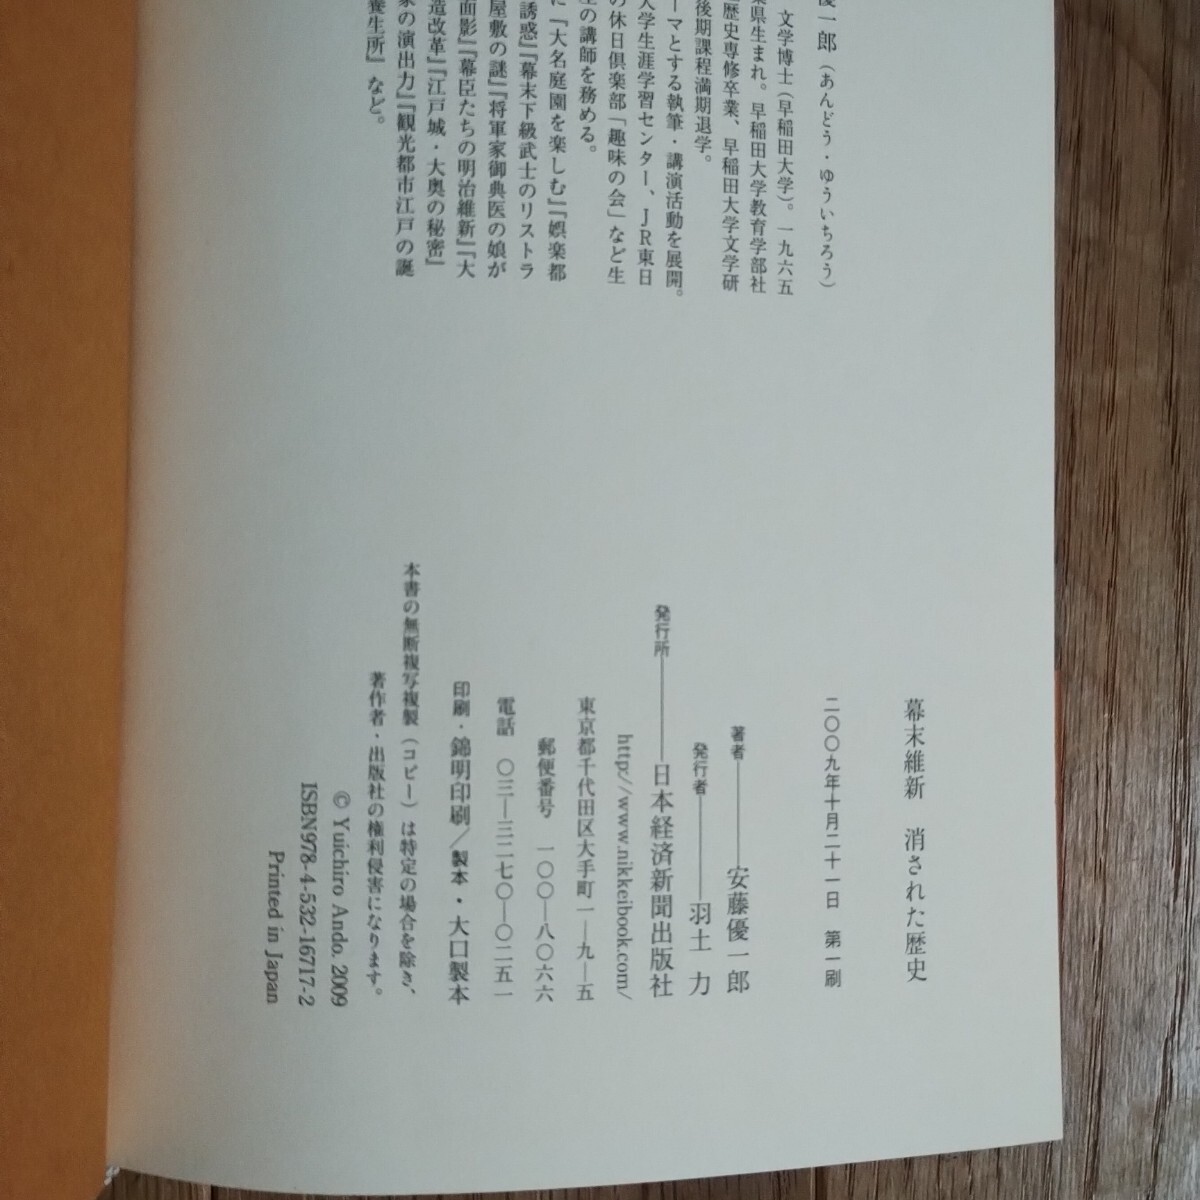 優一郎（あんどう・ゆういちろう）
文学博士（早稲田大学）。一九六五
葉県生まれ。早稲田大学教育学部社
歴史専修卒業、早稲田大学文学研
後期課程満期退学。
ーマとする執筆・講演活動を展開。
大学生涯学習センター、JR東日
の休日倶楽部「趣味の会」など生
座の講師を務める。
に『大名庭園を楽しむ』『娯楽都
誘惑』『幕末下級武士のリストラ
屋敷の謎』『将軍家御典医の娘が
面影』『幕臣たちの明治維新』『大
造改革』『江戸城・大奥の秘密』
家の演出力』『観光都市江戸の誕
養生所』など。
幕末維新　消された歴史
二〇〇九年十月二十一日　第一刷
著者――安藤優一郎
発行者――羽土 力
発行所――日本経済新聞出版社
http://www.nikkeibook.com/
東京都千代田区大手町一―九―五
郵便番号　一〇〇―八〇六六
電話　〇三―三二七〇―〇二五一
印刷・錦明印刷／製本・大口製本
本書の無断複写複製（コピー）は特定の場合を除き、
著作者・出版社の権利侵害になります。
© Yuichiro Ando. 2009
ISBN978-4-532-16717-2
Printed in Japan